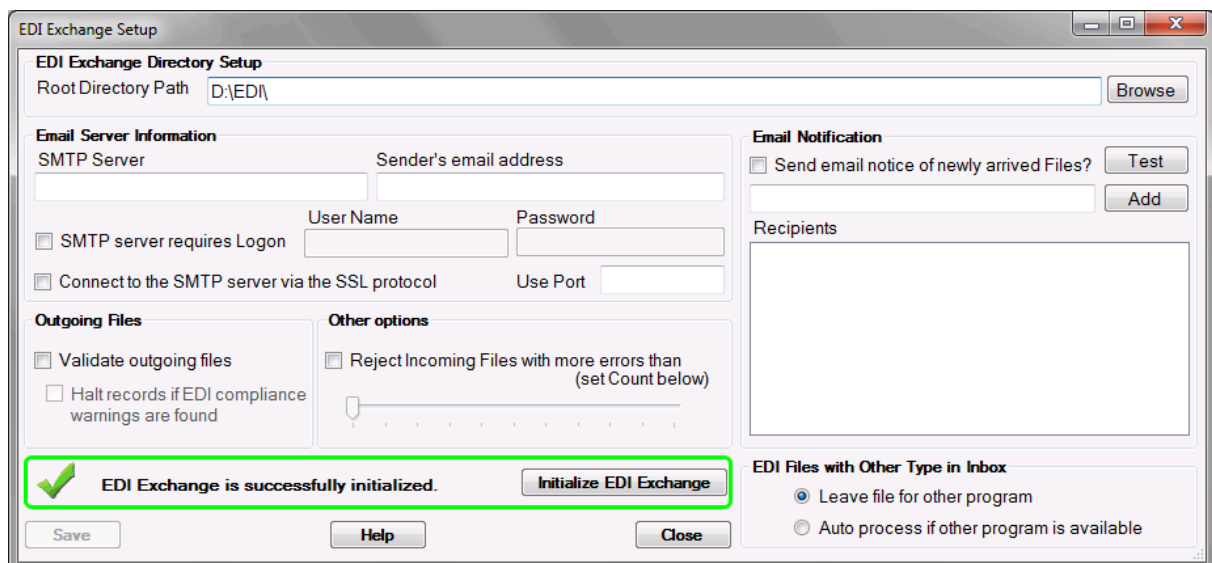 EDI Exchange Setup
EDI Exchange Directory Setup
Root Directory Path D:\EDI\ Browse
Email Server Information
SMTP Server Sender's email address
User Name Password
SMTP server requires Logon
Connect to the SMTP server via the SSL protocol Use Port
Email Notification
Send email notice of newly arrived Files? Test
Add
Recipients
Outgoing Files
Validate outgoing files
Halt records if EDI compliance
warnings are found
Other options
Reject Incoming Files with more errors than
(set Count below)
EDI Exchange is successfully initialized. Initialize EDI Exchange
EDI Files with Other Type in Inbox
Leave file for other program
Auto process if other program is available
Save Help Close